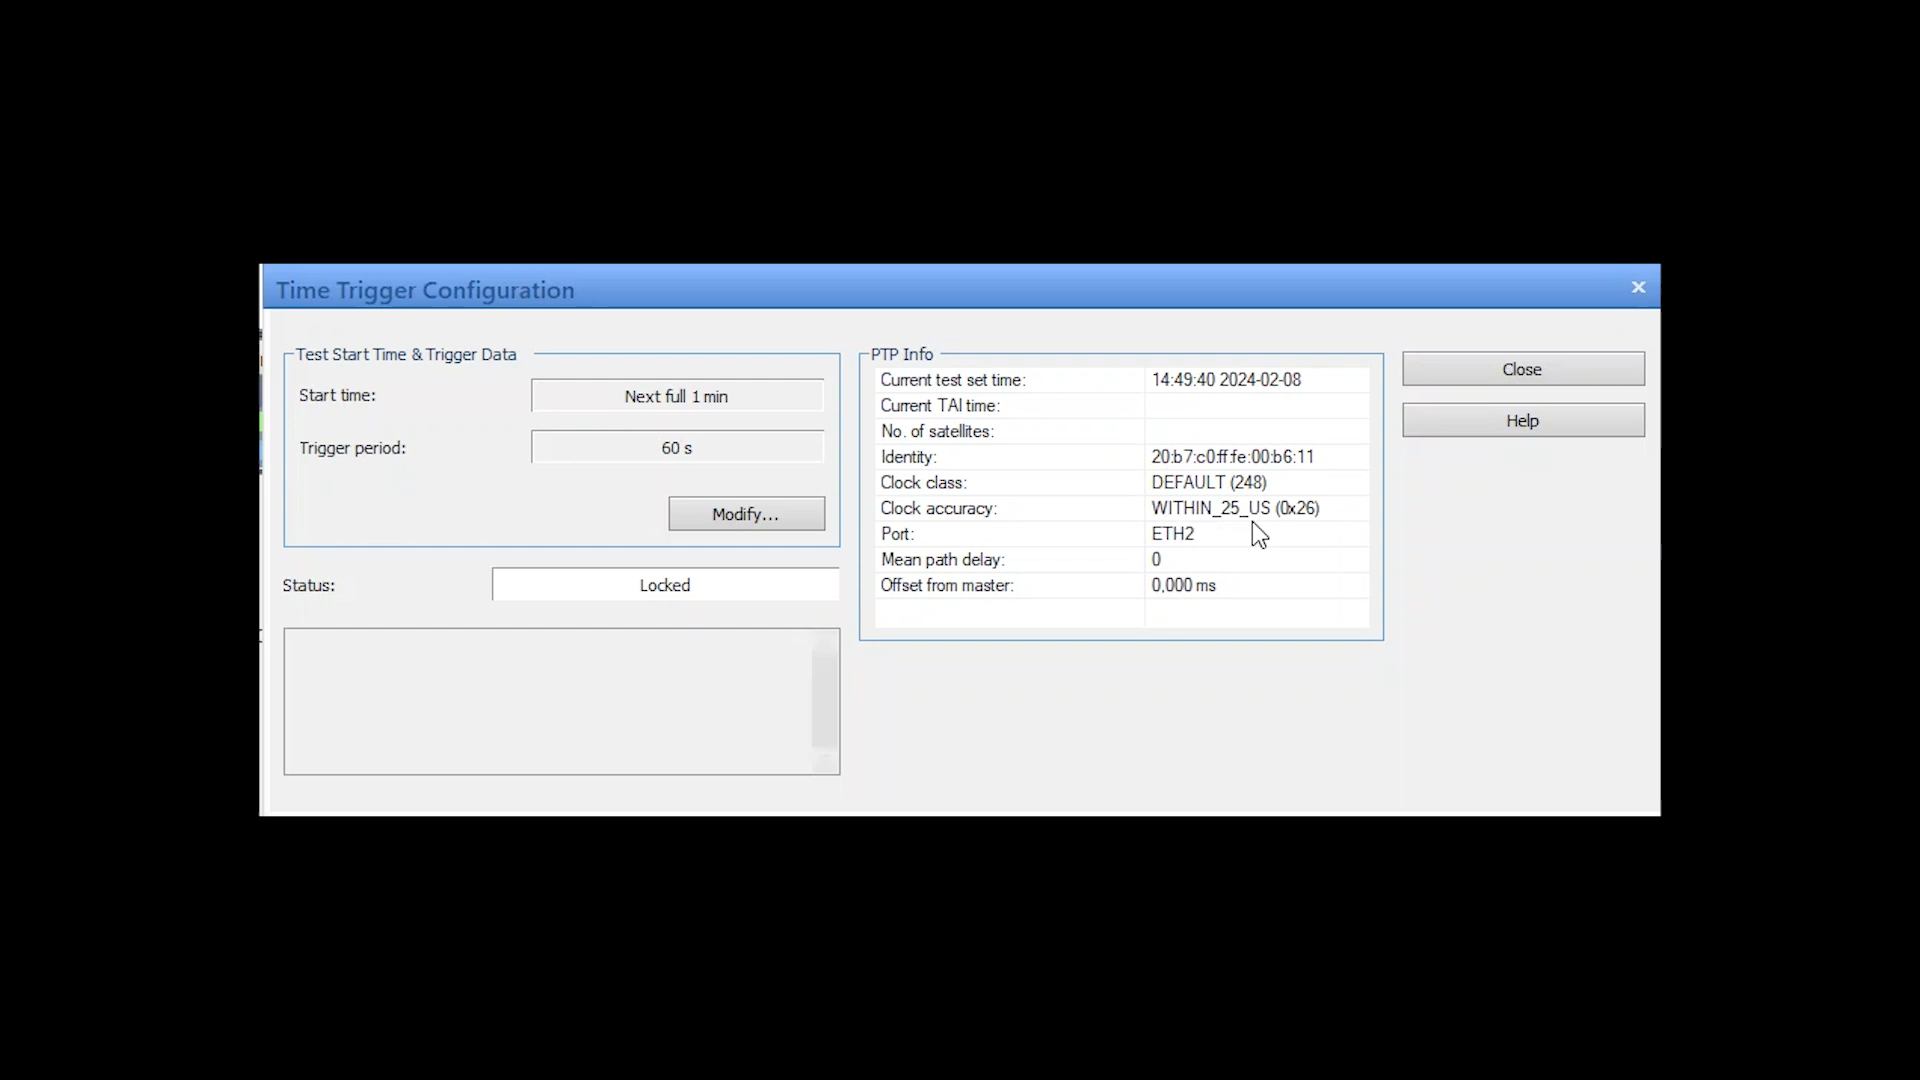 Time Trigger Configuration
Test Start Time & Trigger Data
Start time: Next full 1 min
Trigger period: 60 s
Modify...
Status: Locked
PTP Info
Current test set time: 14:49:40 2024-02-08
Current TAI time:
No. of satellites:
Identity: 20:b7:c0:ff:fe:00:b6:11
Clock class: DEFAULT (248)
Clock accuracy: WITHIN_25_US (0x26)
Port: ETH2
Mean path delay: 0
Offset from master: 0,000 ms
Close
Help